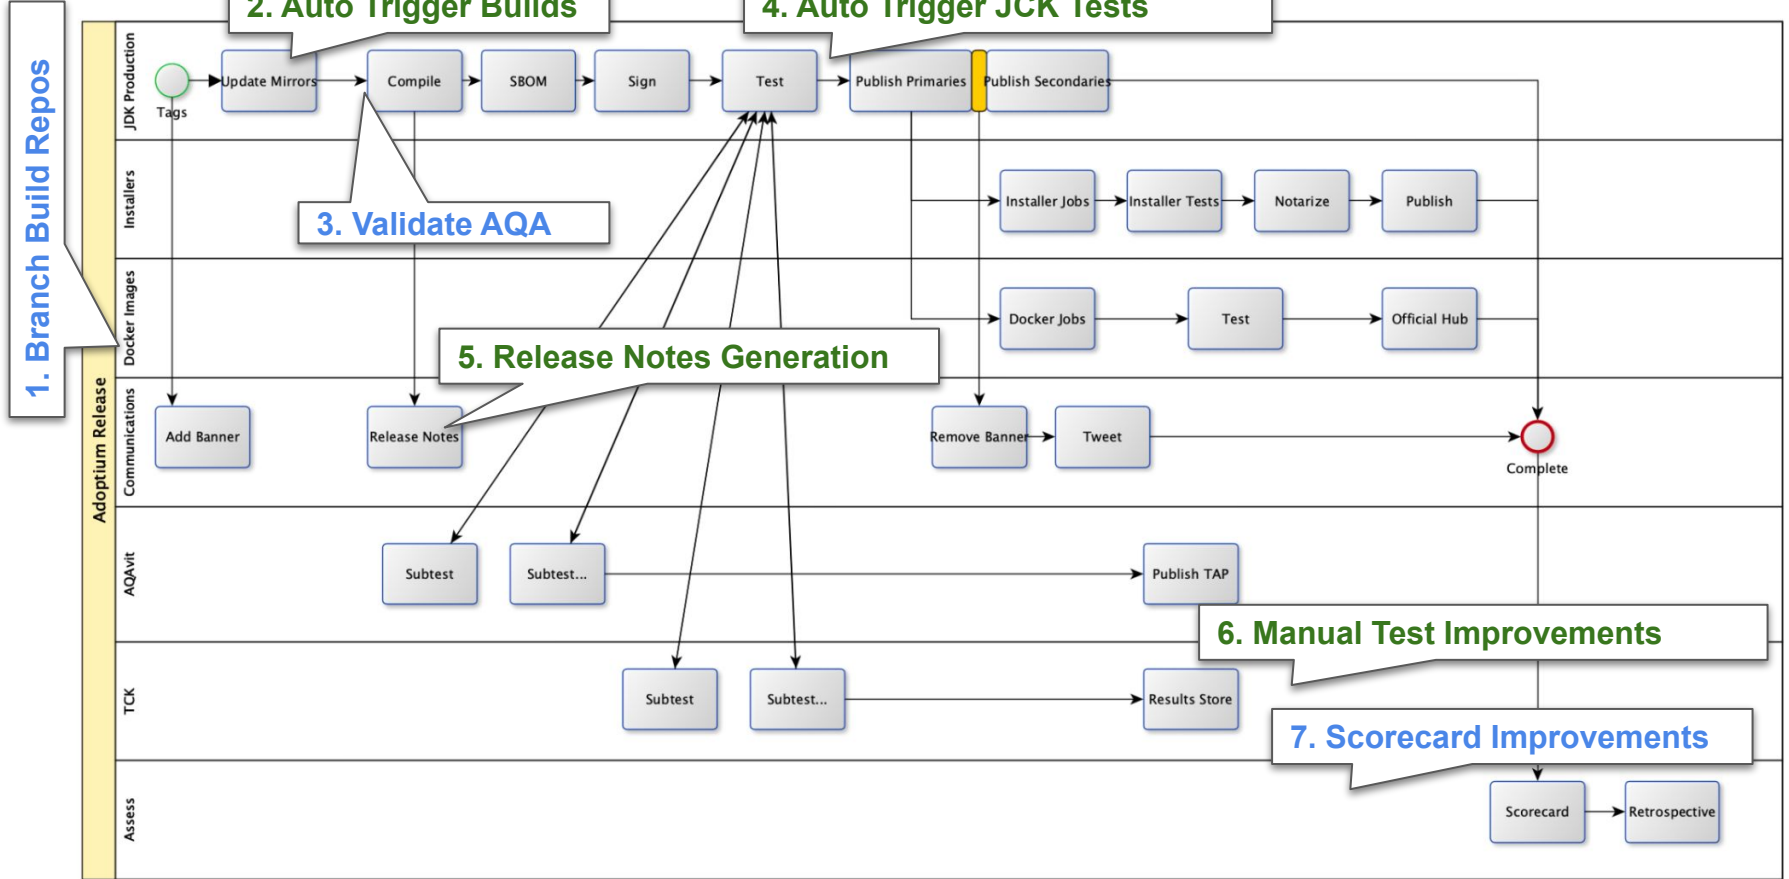 2. Auto Trigger Builds
4. Auto Trigger JCK Tests
1. Branch Build Repos
Adoptium Release
JDK Production
Tags
Update Mirrors
Compile
SBOM
Sign
Test
Publish Primaries
Publish Secondaries
3. Validate AQA
Installers
Installer Jobs
Installer Tests
Notarize
Publish
Docker Images
Docker Jobs
Test
Official Hub
5. Release Notes Generation
Communications
Add Banner
Release Notes
Remove Banner
Tweet
Complete
AQAvit
Subtest
Subtest...
Publish TAP
6. Manual Test Improvements
TCK
Subtest
Subtest...
Results Store
7. Scorecard Improvements
Assess
Scorecard
Retrospective